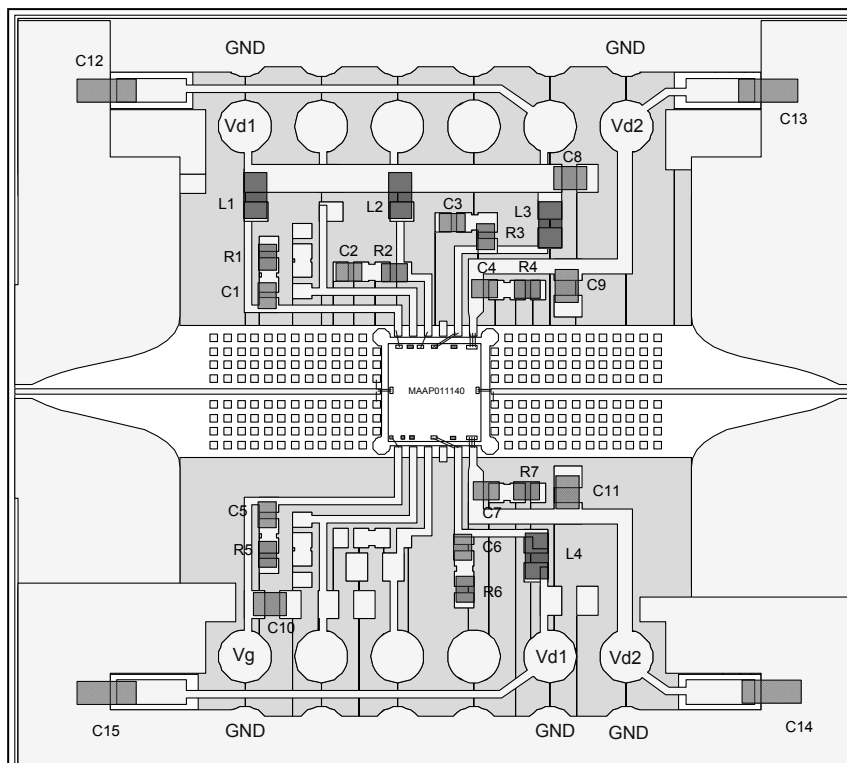 GND
GND
C12
C13
Vd1
Vd2
C8
L1
L2
C3
L3
R3
R1
C2
R2
C4
R4
C9
C1
MAAP011140
R7
C11
C7
C5
C6
L4
R5
R6
C10
Vg
Vd1
Vd2
C15
GND
GND
GND
C14